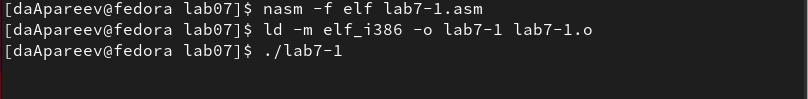 [daApareev@fedora lab07]$ nasm -f elf lab7-1.asm
[daApareev@fedora lab07]$ ld -m elf_i386 -o lab7-1 lab7-1.o
[daApareev@fedora lab07]$ ./lab7-1